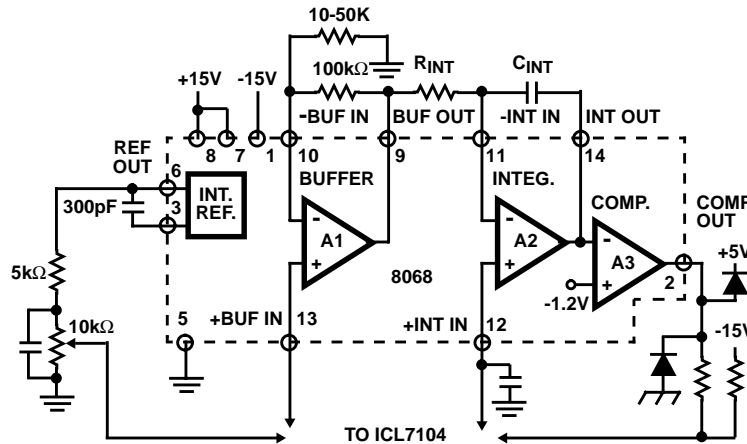 10-50K
100kΩ
RINT
CINT
+15V
-15V
-BUF IN
BUF OUT
-INT IN
INT OUT
REF
OUT
8
7
1
10
9
11
14
6
3
INT.
REF.
BUFFER
INTEG.
COMP.
COMP
OUT
300pF
A1
A2
A3
-
+
-
+
-
+
8068
-1.2V
2
+5V
-15V
5kΩ
10kΩ
5
+BUF IN
13
+INT IN
12
TO ICL7104